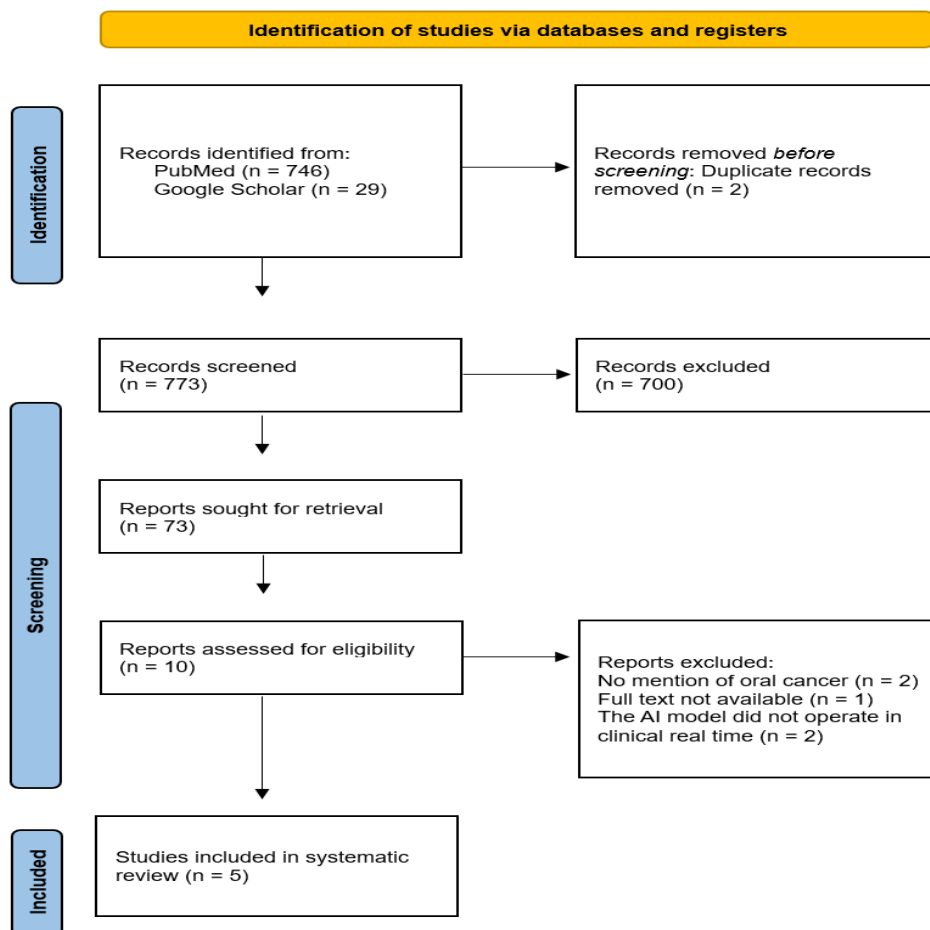 Identification of studies via databases and registers
Identification
Records identified from:
PubMed (n = 746)
Google Scholar (n = 29)
Records removed before
screening: Duplicate records
removed (n = 2)
Records screened
(n = 773)
Records excluded
(n = 700)
Screening
Reports sought for retrieval
(n = 73)
Reports assessed for eligibility
(n = 10)
Reports excluded:
No mention of oral cancer (n = 2)
Full text not available (n = 1)
The AI model did not operate in
clinical real time (n = 2)
Included
Studies included in systematic
review (n = 5)